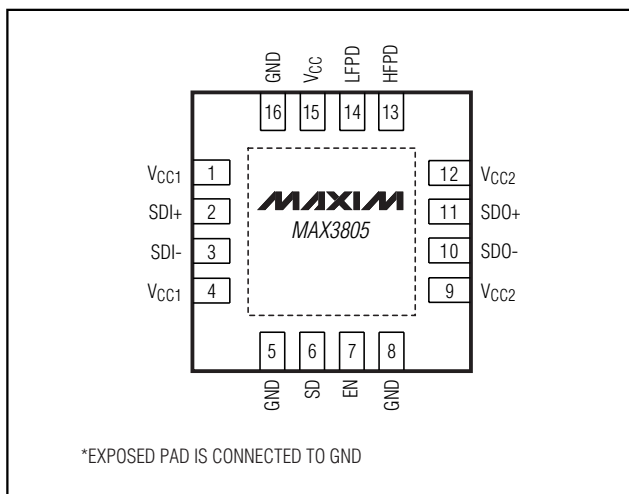 GND
VCC
LFPD
HFPD
16
15
14
13
VCC1
1
12
VCC2
SDI+
2
MAXIM
11
SDO+
MAX3805
SDI-
3
10
SDO-
VCC1
4
9
VCC2
5
6
7
8
GND
SD
EN
GND
*EXPOSED PAD IS CONNECTED TO GND